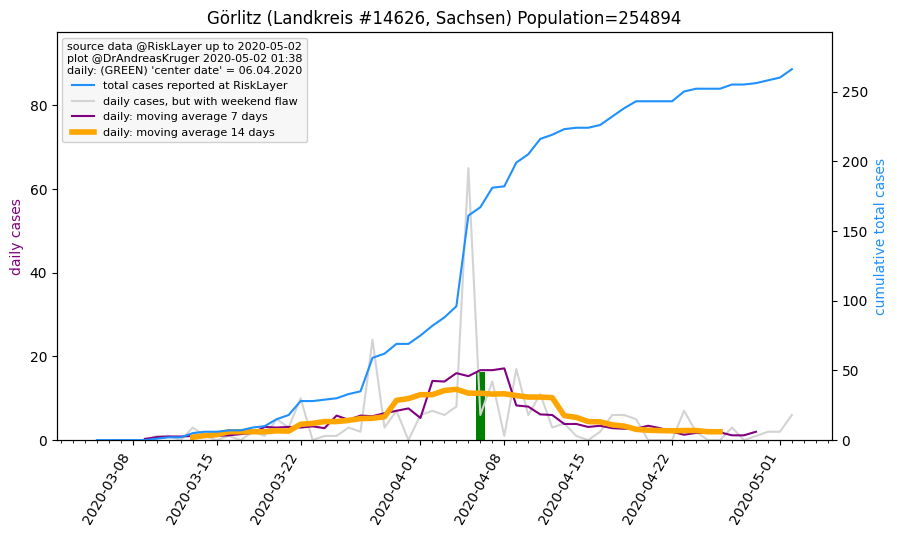 Görlitz (Landkreis #14626, Sachsen) Population=254894
source data @RiskLayer up to 2020-05-02
plot @DrAndreasKruger 2020-05-02 01:38
daily: (GREEN) 'center date' = 06.04.2020
total cases reported at RiskLayer
daily cases, but with weekend flaw
daily: moving average 7 days
daily: moving average 14 days
daily cases
80
60
40
20
0
250
200
150
100
50
0
cumulative total cases
2020-03-08
2020-03-15
2020-03-22
2020-04-01
2020-04-08
2020-04-15
2020-04-22
2020-05-01